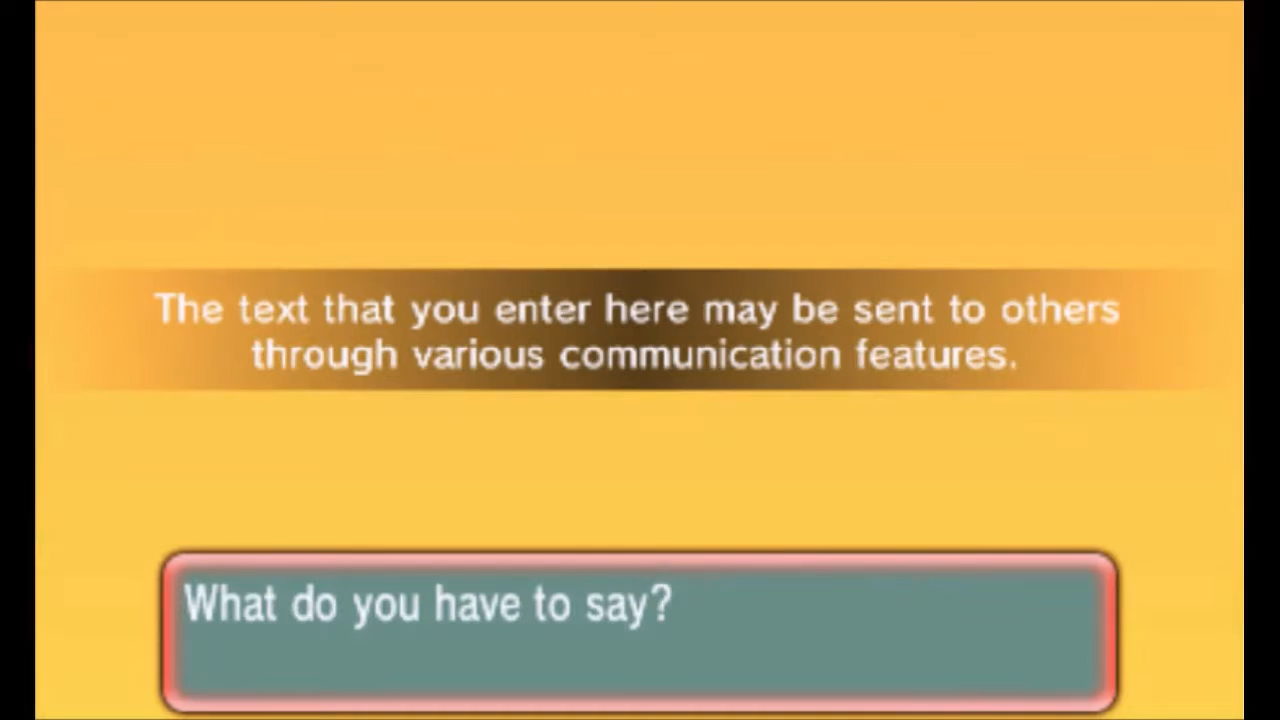 The text that you enter here may be sent to others
through various communication features.
What do you have to say?